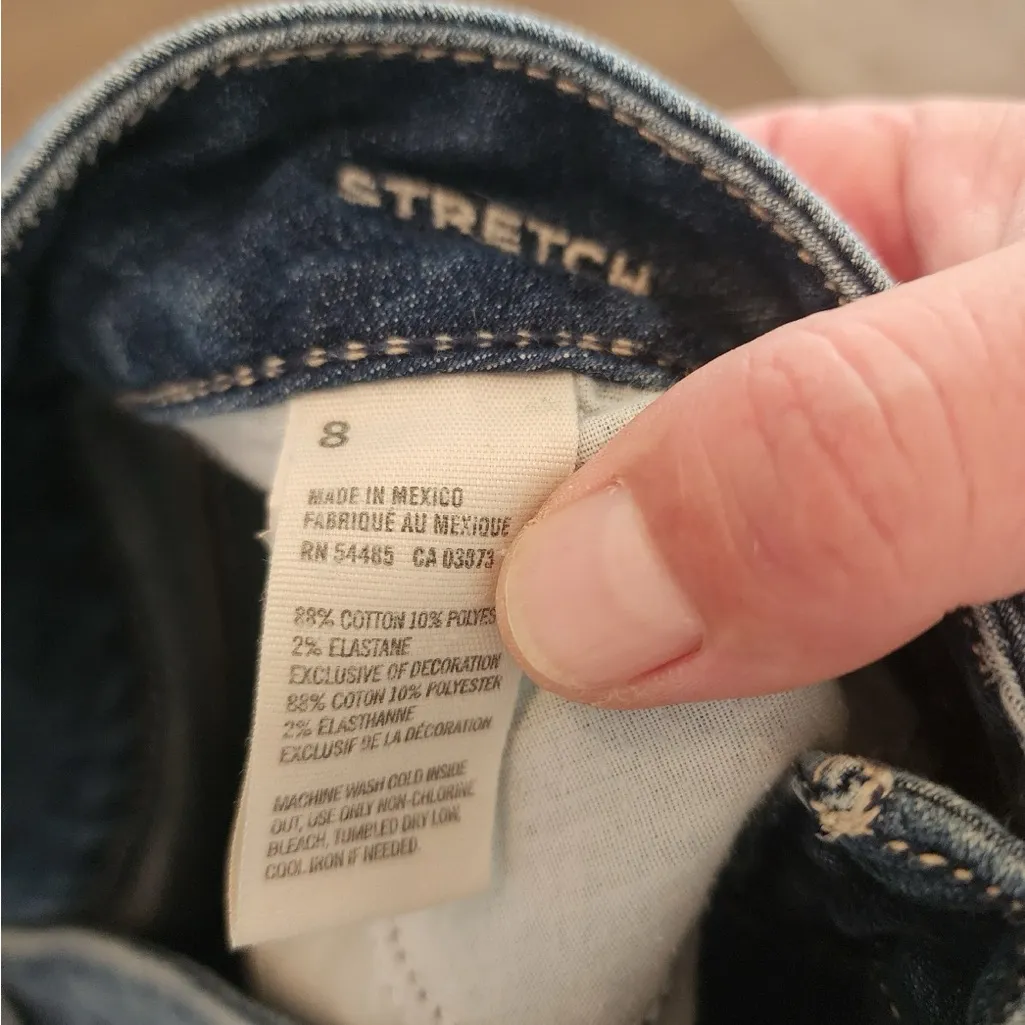 STRETCH
8
MADE IN MEXICO
FABRIQUÉ AU MEXIQUE
RN 54485 CA 03873
88% COTTON 10% POLYES
2% ELASTANE
EXCLUSIVE OF DECORATION
88% COTON 10% POLYESTER
2% ELASTHANNE
EXCLUSIF DE LA DÉCORATION
MACHINE WASH COLD INSIDE
OUT, USE ONLY NON-CHLORINE
BLEACH, TUMBLED DRY LOW,
COOL IRON IF NEEDED.